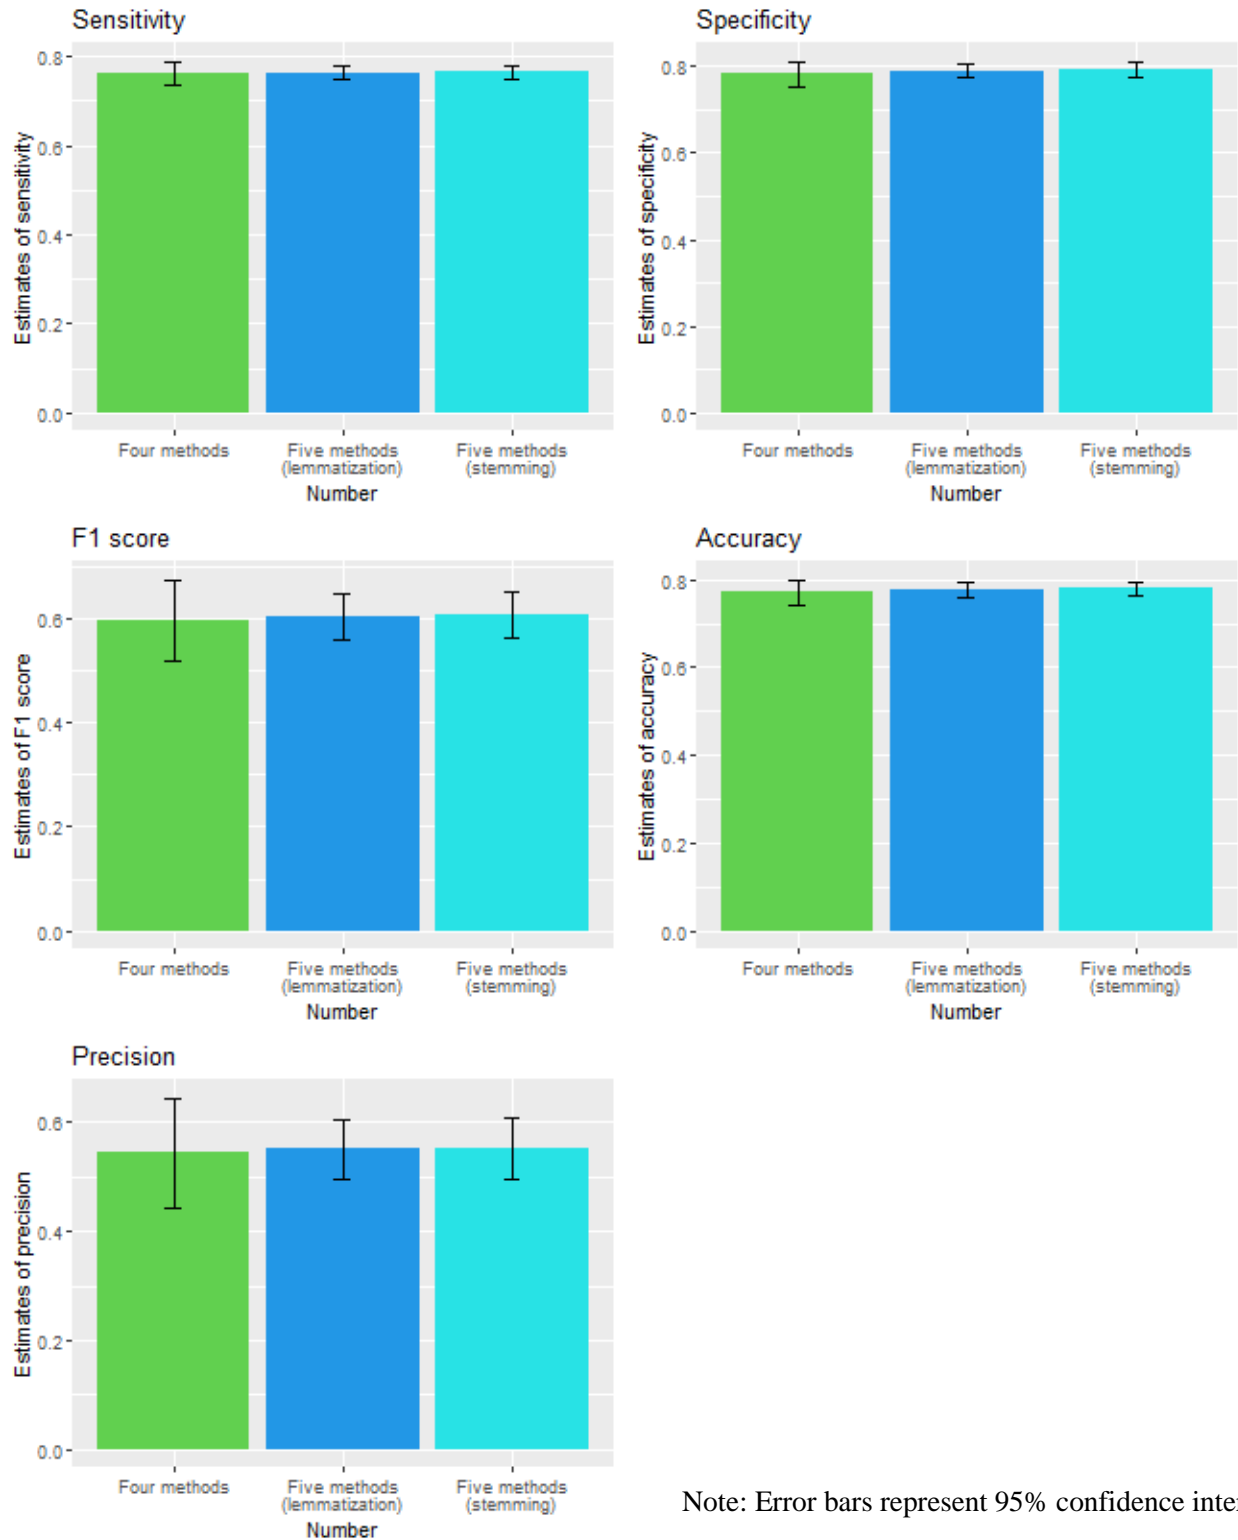 Sensitivity
Estimates of sensitivity
0.8
0.6
0.4
0.2
0.0
Four methods
Five methods
(lemmatization)
Five methods
(stemming)
Number
Specificity
Estimates of specificity
0.8
0.6
0.4
0.2
0.0
Four methods
Five methods
(lemmatization)
Five methods
(stemming)
Number
F1 score
Estimates of F1 score
0.6
0.4
0.2
0.0
Four methods
Five methods
(lemmatization)
Five methods
(stemming)
Number
Accuracy
Estimates of accuracy
0.8
0.6
0.4
0.2
0.0
Four methods
Five methods
(lemmatization)
Five methods
(stemming)
Number
Precision
Estimates of precision
0.6
0.4
0.2
0.0
Four methods
Five methods
(lemmatization)
Five methods
(stemming)
Number
Note: Error bars represent 95% confidence